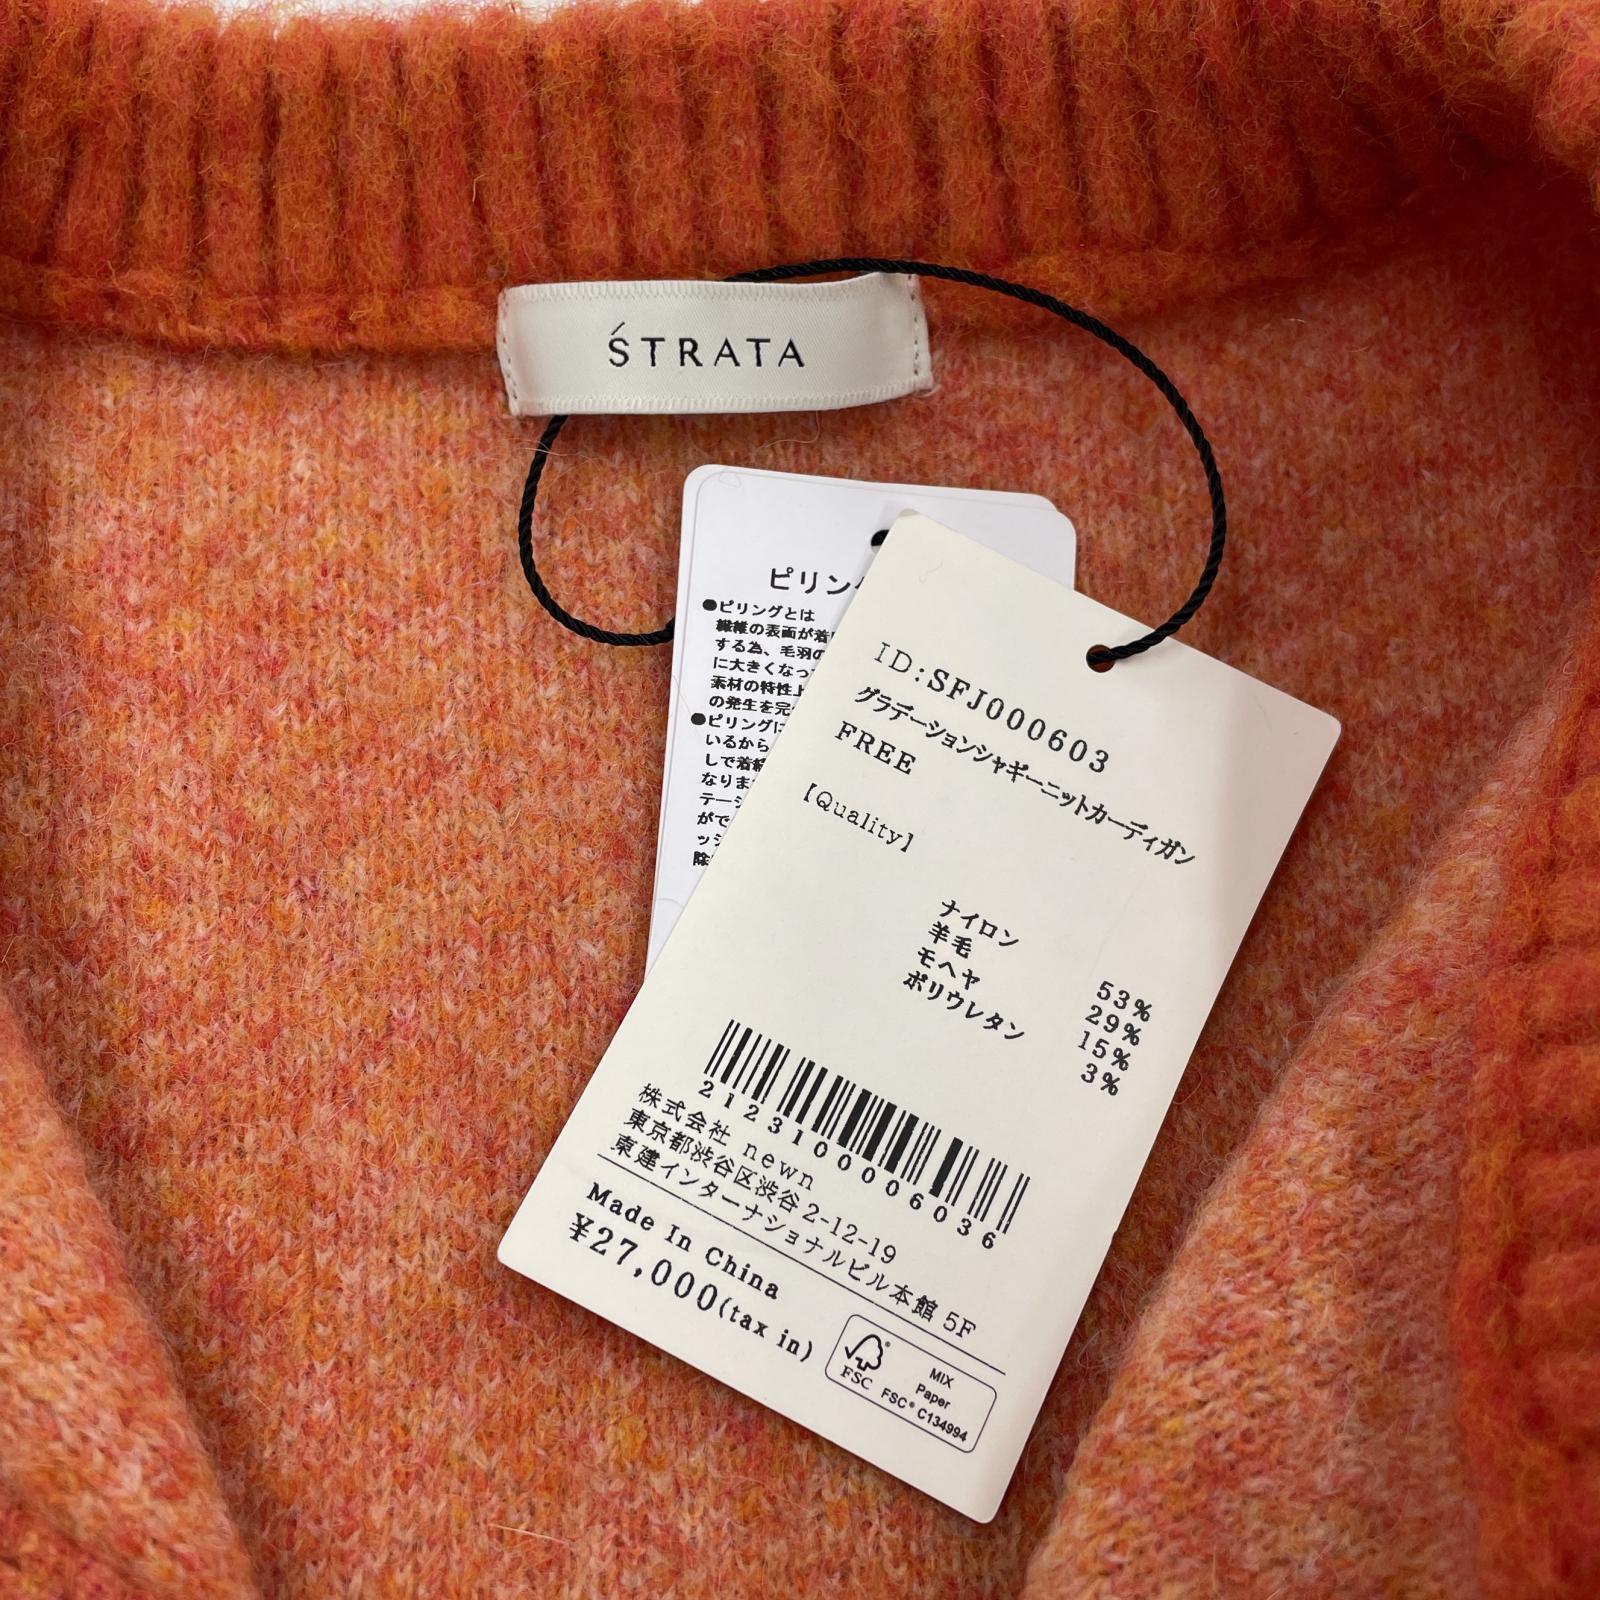 ŚTRATA
ピリング
●ピリングとは
繊維の表面が着
する為、毛羽の
に大きくなっ
素材の特性上
の発生を完
●ピリングに
いるから
しで着
なりま
テージ
がで
ッシ
除
ID:SFJ000603
グラデーションシャギーニットカーディガン
FREE
【Quality】
ナイロン 53%
羊毛 29%
モヘヤ 15%
ポリウレタン 3%
2123100006036
株式会社 newn
東京都渋谷区渋谷 2-12-19
東建インターナショナルビル本館 5F
Made In China
¥27,000(tax in)
FSC
MIX
Paper
FSC® C134994